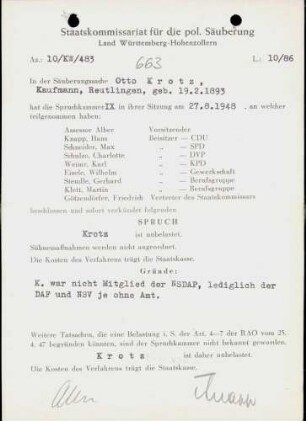 Staatskommissariat für die pol. Säuberung
Land Württemberg-Hohenzollern
Az.: 10/KB/483
663
L. 10/86
In der Säuberungssache Otto Krotz,
Kaufmann, Reutlingen, geb. 19.2.1893
hat die Spruchkammer IX in ihrer Sitzung am 27.8.1948, an welcher
teilgenommen haben:
Assessor Alber Vorsitzender
Knapp, Hans Beisitzer — CDU
Schneider, Max — SPD
Schulze, Charlotte — DVP
Weiner, Karl — KPD
Eisele, Wilhelm — Gewerkschaft
Stendle, Gerhard — Berufsgruppe
Klett, Martin — Berufsgruppe
Götzendörfer, Friedrich Vertreter des Staatskommissars
beschlossen und sofort verkündet folgenden
SPRUCH
Krotz
ist unbelastet.
Sühnemaßnahmen werden nicht angeordnet.
Die Kosten des Verfahrens trägt die Staatskasse.
Gründe:
K. war nicht Mitglied der NSDAP, lediglich der
DAF und NSV je ohne Amt.
Weitere Tatsachen, die eine Belastung i. S. der Art. 4—7 der RAO vom 25.
4. 47 begründen könnten, sind der Spruchkammer nicht bekannt geworden.
Krotz ist daher unbelastet.
Die Kosten des Verfahrens trägt die Staatskasse.